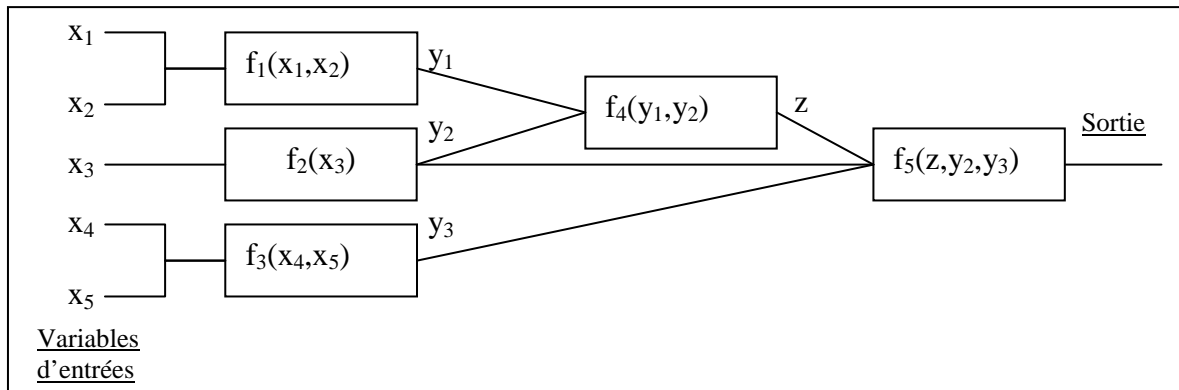 x₁
f₁(x₁,x₂)
y₁
x₂
f₄(y₁,y₂)
z
y₂
Sortie
x₃
f₂(x₃)
f₅(z,y₂,y₃)
x₄
y₃
f₃(x₄,x₅)
x₅
Variables
d’entrées